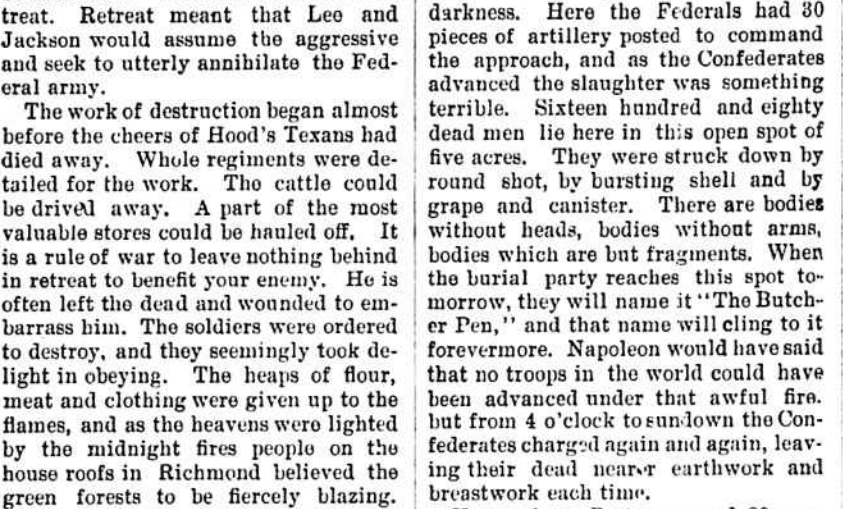 treat. Retreat meant that Lee and
Jackson would assume the aggressive
and seek to utterly annihilate the Fed-
eral army.
The work of destruction began almost
before the cheers of Hood's Texans had
died away. Whole regiments were de-
tailed for the work. The cattle could
be drived away. A part of the most
valuable stores could be hauled off. It
is a rule of war to leave nothing behind
in retreat to benefit your enemy. He is
often left the dead and wounded to em-
barrass him. The soldiers were ordered
to destroy, and they seemingly took de-
light in obeying. The heaps of flour,
meat and clothing were given up to the
flames, and as the heavens were lighted
by the midnight fires people on the
house roofs in Richmond believed the
green forests to be fiercely blazing.
darkness. Here the Federals had 30
pieces of artillery posted to command
the approach, and as the Confederates
advanced the slaughter was something
terrible. Sixteen hundred and eighty
dead men lie here in this open spot of
five acres. They were struck down by
round shot, by bursting shell and by
grape and canister. There are bodies
without heads, bodies without arms,
bodies which are but fragments. When
the burial party reaches this spot to-
morrow, they will name it "The Butch-
er Pen," and that name will cling to it
forevermore. Napoleon would have said
that no troops in the world could have
been advanced under that awful fire.
but from 4 o'clock to sundown the Con-
federates charged again and again, leav-
ing their dead nearer earthwork and
breastwork each time.